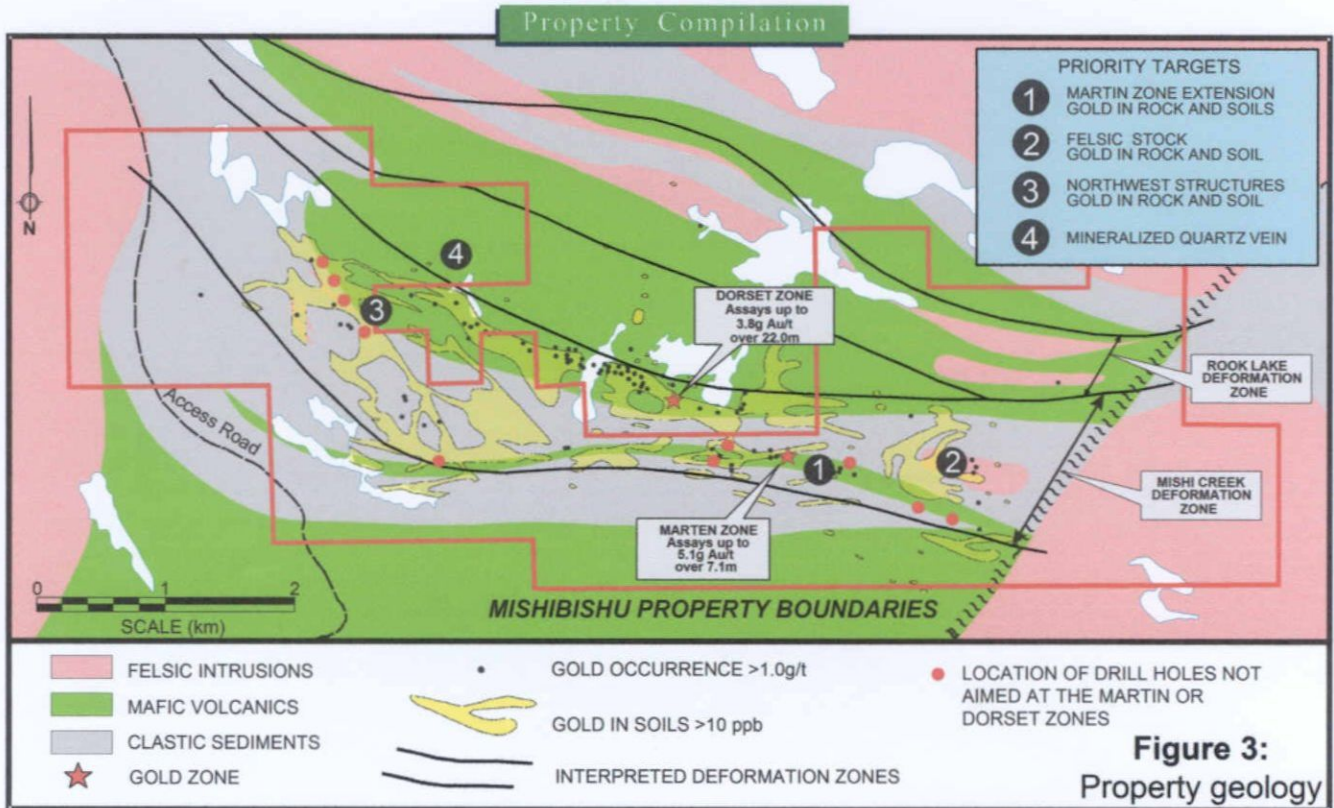 Property Compilation
PRIORITY TARGETS
1 MARTIN ZONE EXTENSION
GOLD IN ROCK AND SOILS
2 FELSIC STOCK
GOLD IN ROCK AND SOIL
3 NORTHWEST STRUCTURES
GOLD IN ROCK AND SOIL
4 MINERALIZED QUARTZ VEIN
N
4
3
DORSET ZONE
Assays up to
3.8g Au/t
over 22.0m
ROOK LAKE
DEFORMATION
ZONE
Access Road
1
2
MISHI CREEK
DEFORMATION
ZONE
MARTEN ZONE
Assays up to
5.1g Au/t
over 7.1m
0 1 2
SCALE (km)
MISHIBISHU PROPERTY BOUNDARIES
FELSIC INTRUSIONS
MAFIC VOLCANICS
CLASTIC SEDIMENTS
GOLD ZONE
GOLD OCCURRENCE >1.0g/t
GOLD IN SOILS >10 ppb
INTERPRETED DEFORMATION ZONES
LOCATION OF DRILL HOLES NOT
AIMED AT THE MARTIN OR
DORSET ZONES
Figure 3:
Property geology